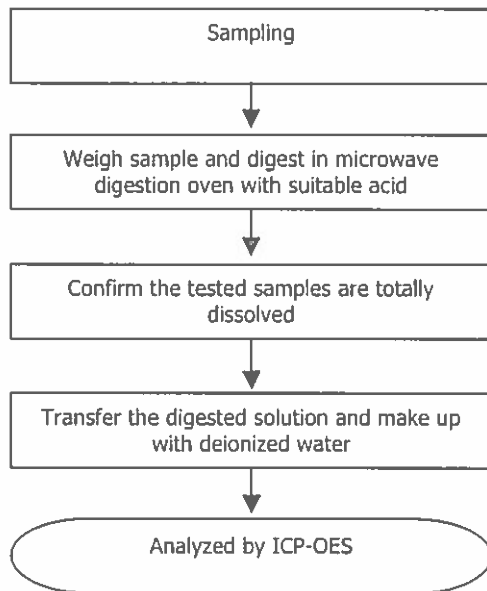 Sampling
Weigh sample and digest in microwave
digestion oven with suitable acid
Confirm the tested samples are totally
dissolved
Transfer the digested solution and make up
with deionized water
Analyzed by ICP-OES